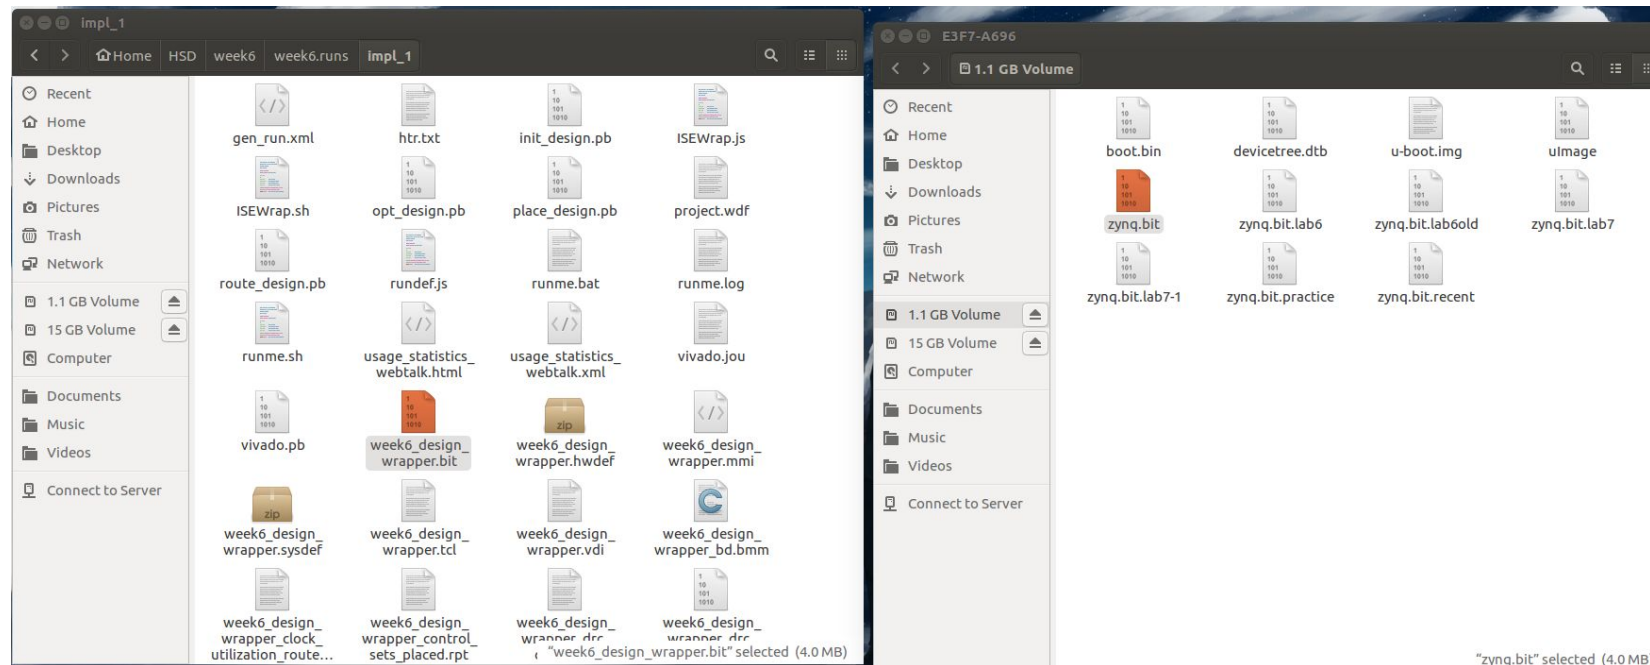 impl_1
Home HSD week6 week6.runs impl_1
Recent
Home
Desktop
Downloads
Pictures
Trash
Network
1.1 GB Volume
15 GB Volume
Computer
Documents
Music
Videos
Connect to Server
gen_run.xml htr.txt init_design.pb ISEWrap.js
ISEWrap.sh opt_design.pb place_design.pb project.wdf
route_design.pb rundef.js runme.bat runme.log
runme.sh usage_statistics_ usage_statistics_ vivado.jou
webtalk.html webtalk.xml
vivado.pb week6_design_ week6_design_ week6_design_
wrapper.bit wrapper.hwdef wrapper.mmi
week6_design_ week6_design_ week6_design_ week6_design_
wrapper.sysdef wrapper.tcl wrapper.vdi wrapper_bd.bmm
week6_design_ week6_design_ week6_design_ week6_design_
wrapper_clock_ wrapper_control_ wrapper_drc wrapper_drc
utilization_route... sets_placed.rpt
"week6_design_wrapper.bit" selected (4.0 MB)
E3F7-A696
1.1 GB Volume
Recent
Home
Desktop
Downloads
Pictures
Trash
Network
1.1 GB Volume
15 GB Volume
Computer
Documents
Music
Videos
Connect to Server
boot.bin devicetree.dtb u-boot.img uImage
zynq.bit zynq.bit.lab6 zynq.bit.lab6old zynq.bit.lab7
zynq.bit.lab7-1 zynq.bit.practice zynq.bit.recent
"zynq.bit" selected (4.0 MB)